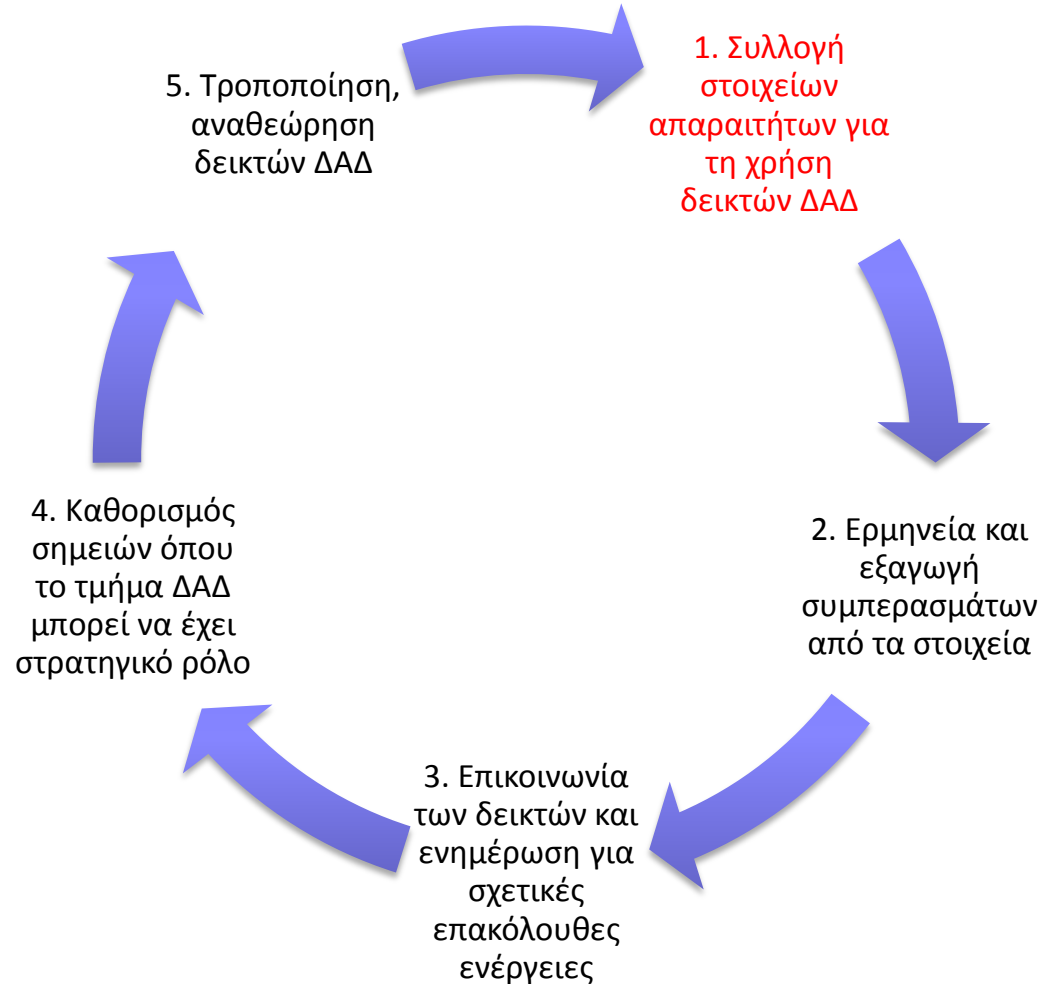 1. Συλλογή
στοιχείων
απαραιτήτων για
τη χρήση
δεικτών ΔΑΔ
2. Ερμηνεία και
εξαγωγή
συμπερασμάτων
από τα στοιχεία
3. Επικοινωνία
των δεικτών και
ενημέρωση για
σχετικές
επακόλουθες
ενέργειες
4. Καθορισμός
σημειών όπου
το τμήμα ΔΑΔ
μπορεί να έχει
στρατηγικό ρόλο
5. Τροποποίηση,
αναθεώρηση
δεικτών ΔΑΔ